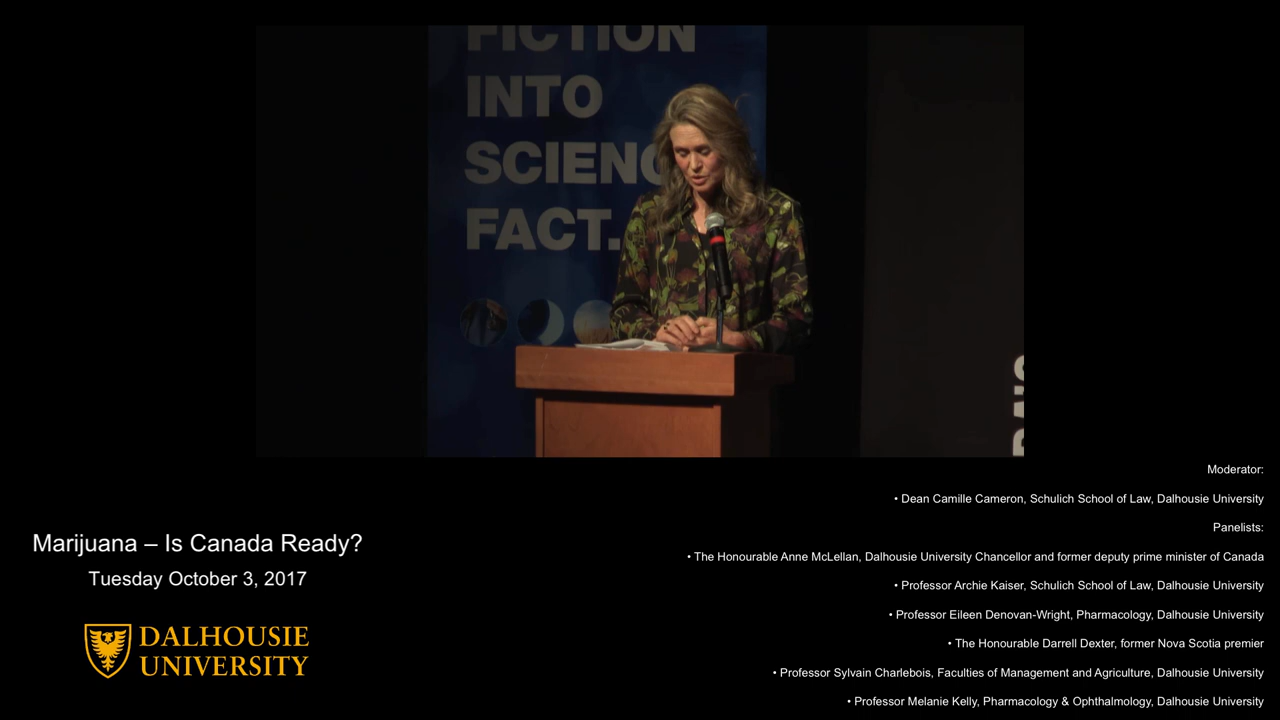 FICTION
INTO
SCIENC
FACT.
Moderator:
• Dean Camille Cameron, Schulich School of Law, Dalhousie University
Panelists:
• The Honourable Anne McLellan, Dalhousie University Chancellor and former deputy prime minister of Canada
• Professor Archie Kaiser, Schulich School of Law, Dalhousie University
• Professor Eileen Denovan-Wright, Pharmacology, Dalhousie University
• The Honourable Darrell Dexter, former Nova Scotia premier
• Professor Sylvain Charlebois, Faculties of Management and Agriculture, Dalhousie University
• Professor Melanie Kelly, Pharmacology & Ophthalmology, Dalhousie University
Marijuana – Is Canada Ready?
Tuesday October 3, 2017
DALHOUSIE
UNIVERSITY